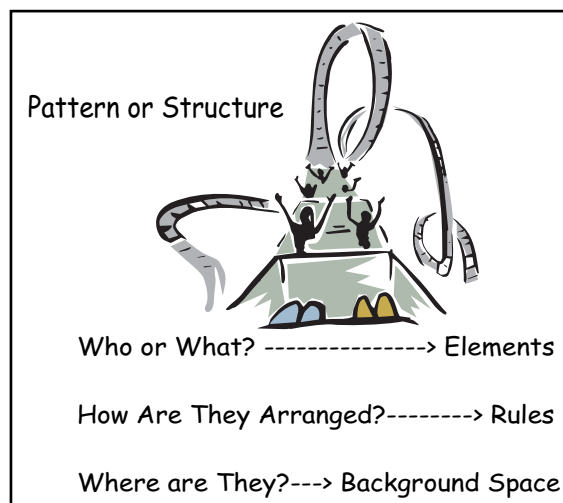 Pattern or Structure
Who or What? ----------------> Elements
How Are They Arranged?--------> Rules
Where are They?---> Background Space